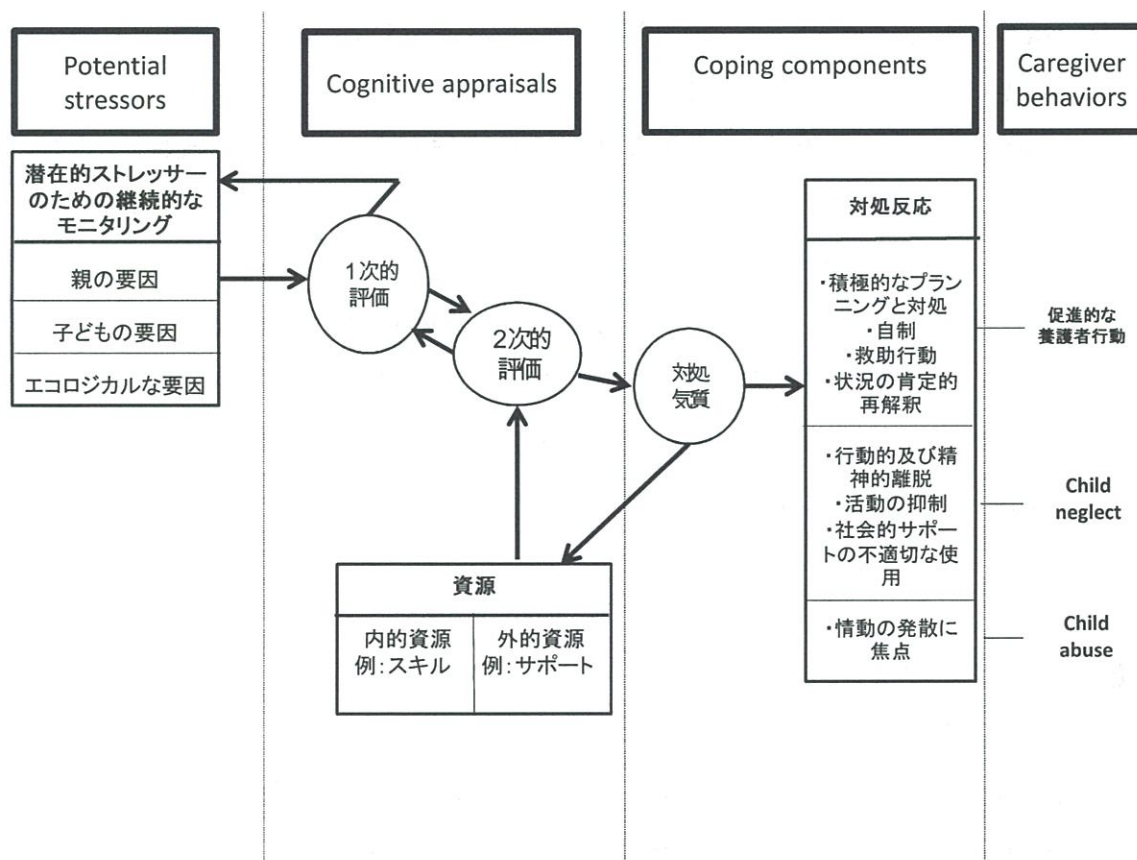 Potential
stressors
Cognitive appraisals
Coping components
Caregiver
behaviors
潜在的ストレッサー
のための継続的な
モニタリング
親の要因
子どもの要因
エコロジカルな要因
1次的
評価
2次的
評価
対処
気質
資源
内的資源
例:スキル
外的資源
例:サポート
対処反応
・積極的なプラン
ニングと対処
・自制
・救助行動
・状況の肯定的
再解釈
・行動的及び精
神的離脱
・活動の抑制
・社会的サポー
トの不適切な使
用
・情動の発散に
焦点
促進的な
養護者行動
Child
neglect
Child
abuse